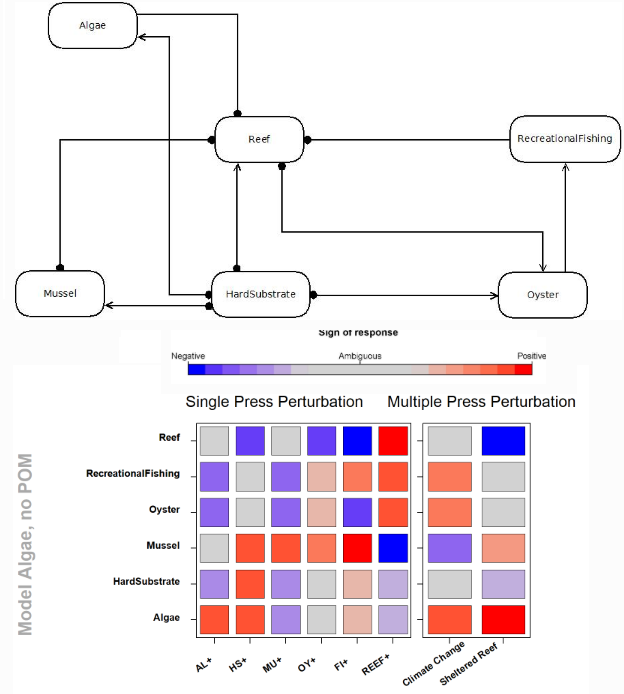 Algae
Reef
RecreationalFishing
Mussel
HardSubstrate
Oyster
Sign of response
Negative
Ambiguous
Positive
Single Press Perturbation
Multiple Press Perturbation
Model Algae, no POM
Reef
RecreationalFishing
Oyster
Mussel
HardSubstrate
Algae
AL+
HS+
MU+
OY+
FI+
REEF+
Climate Change
Sheltered Reef